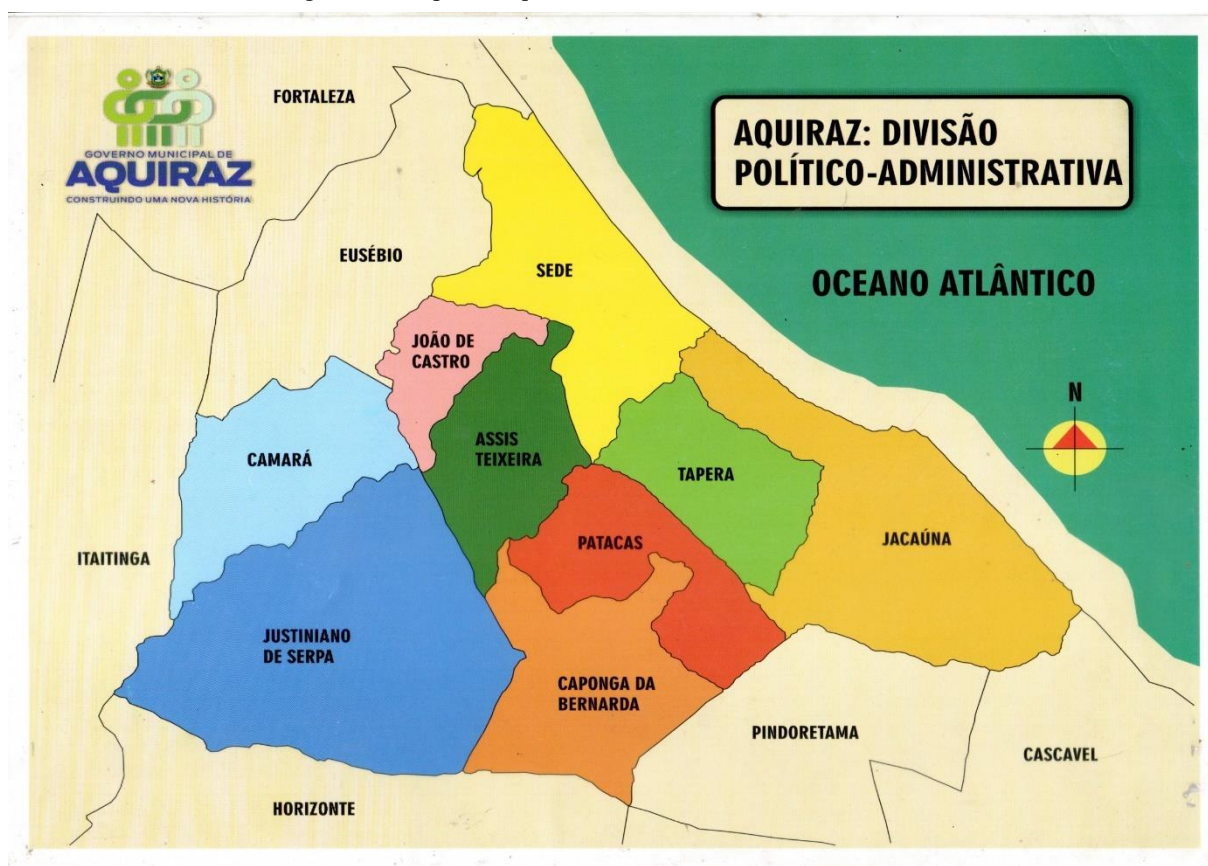 FORTALEZA
GOVERNO MUNICIPAL DE
AQUIRAZ
CONSTRUINDO UMA NOVA HISTÓRIA
AQUIRAZ: DIVISÃO
POLÍTICO-ADMINISTRATIVA
EUSÉBIO
SEDE
OCEANO ATLÂNTICO
JOÃO DE
CASTRO
N
CAMARÁ
ASSIS
TEIXEIRA
TAPERA
ITAITINGA
PATACAS
JACAÚNA
JUSTINIANO
DE SERPA
CAPONGA DA
BERNARDA
PINDORETAMA
CASCAVEL
HORIZONTE